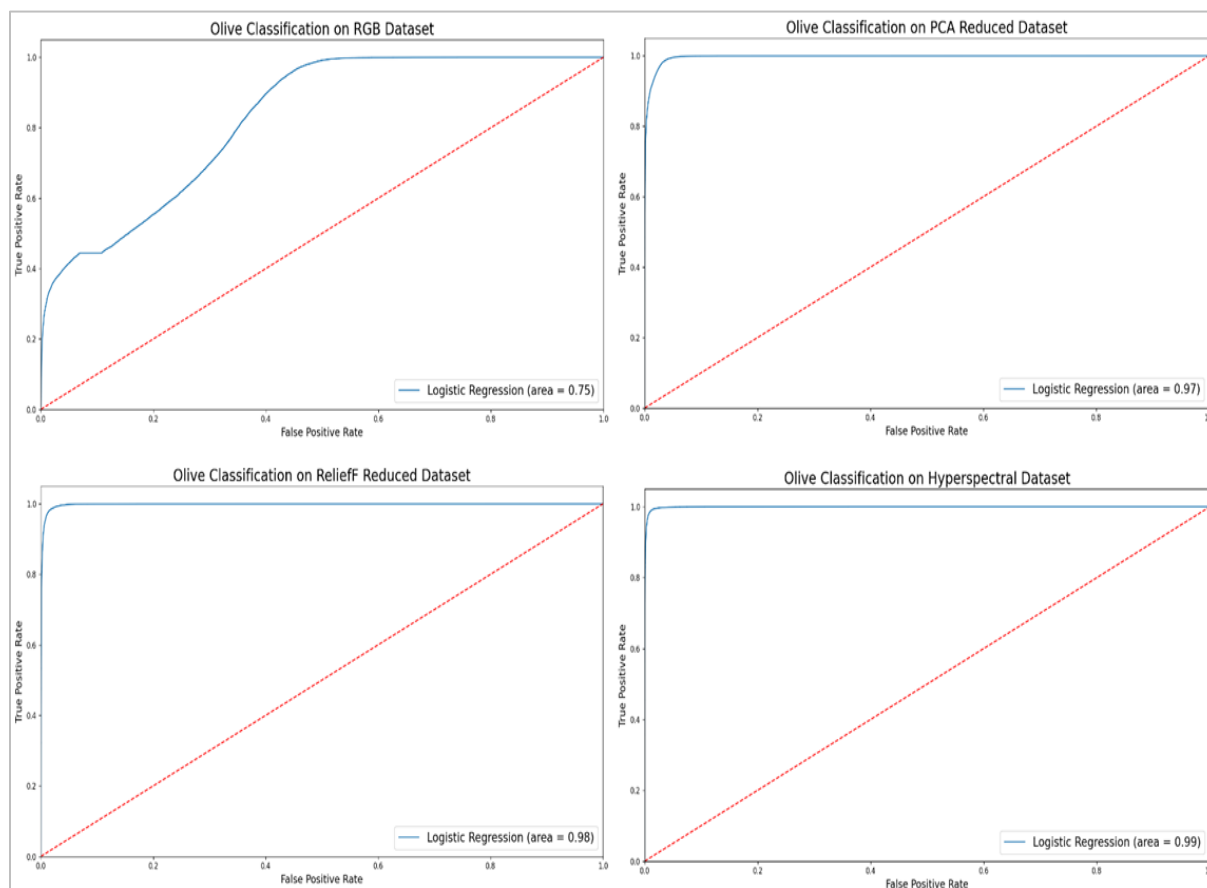 Olive Classification on RGB Dataset
1.0
0.8
0.6
0.4
0.2
0.0
True Positive Rate
Logistic Regression (area = 0.75)
0.0 0.2 0.4 0.6 0.8 1.0
False Positive Rate
Olive Classification on PCA Reduced Dataset
1.0
0.8
0.6
0.4
0.2
0.0
True Positive Rate
Logistic Regression (area = 0.97)
0.0 0.2 0.4 0.6 0.8 1.0
False Positive Rate
Olive Classification on ReliefF Reduced Dataset
1.0
0.8
0.6
0.4
0.2
0.0
True Positive Rate
Logistic Regression (area = 0.98)
0.0 0.2 0.4 0.6 0.8 1.0
False Positive Rate
Olive Classification on Hyperspectral Dataset
1.0
0.8
0.6
0.4
0.2
0.0
True Positive Rate
Logistic Regression (area = 0.99)
0.0 0.2 0.4 0.6 0.8 1.0
False Positive Rate